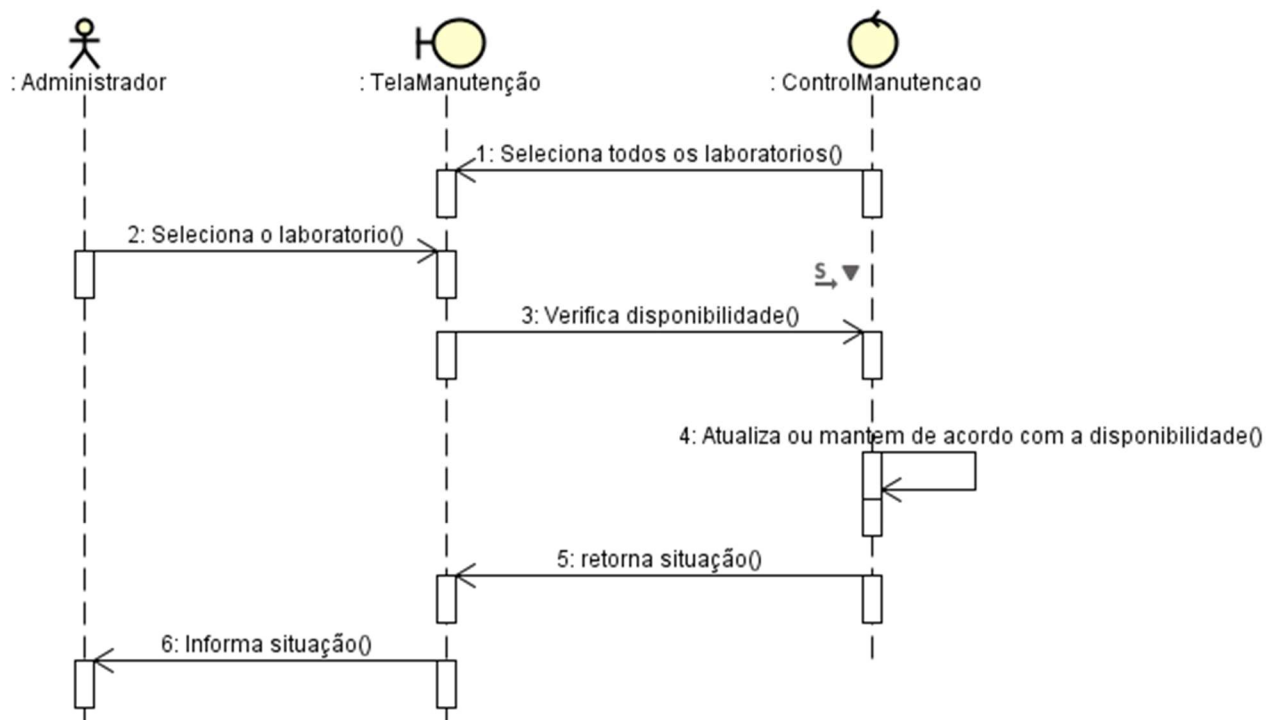 : Administrador
: TelaManutenção
: ControlManutencao
1: Seleciona todos os laboratorios()
2: Seleciona o laboratorio()
S
3: Verifica disponibilidade()
4: Atualiza ou mantem de acordo com a disponibilidade()
5: retorna situação()
6: Informa situação()